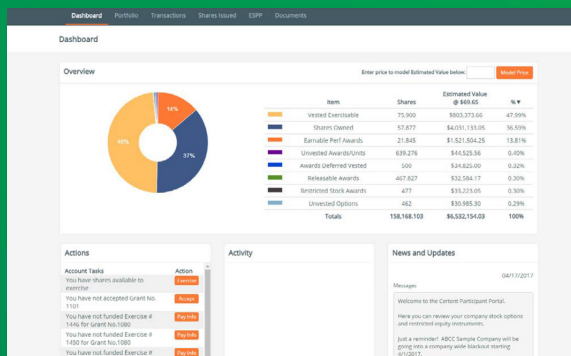 Dashboard Portfolio Transactions Shares Issued ESPP Documents
Dashboard
Overview
Enter price to model Estimated Value below: Model Price
Item Shares Estimated Value @ $69.65 % ▼
Vested Exercisable 75,900 $803,373.66 47.99%
Shares Owned 57,877 $4,031,133.05 36.59%
Earnable Perf Awards 21,845 $1,521,504.25 13.81%
Unvested Awards/Units 639.276 $44,525.56 0.40%
Awards Deferred Vested 500 $34,825.00 0.32%
Releasable Awards 467.827 $32,584.17 0.30%
Restricted Stock Awards 477 $33,223.05 0.30%
Unvested Options 462 $30,985.30 0.29%
Totals 158,168.103 $6,532,154.03 100%
14%
37%
48%
Actions
Account Tasks Action
You have shares available to
exercise
Exercise
You have not accepted Grant No.
1101
Accept
You have not funded Exercise #
1446 for Grant No.1080
Pay Info
You have not funded Exercise #
1450 for Grant No.1080
Pay Info
You have not funded Exercise #
Pay Info
Activity
News and Updates
04/17/2017
Messages
Welcome to the Certent Participant Portal.
Here you can review your company stock options
and restricted equity instruments.
Just a reminder! ABCC Sample Company will be
going into a company wide blackout starting
4/1/2017.